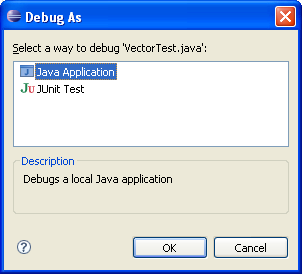 Debug As
Select a way to debug 'VectorTest.java':
Java Application
JUnit Test
Description
Debugs a local Java application
OK
Cancel